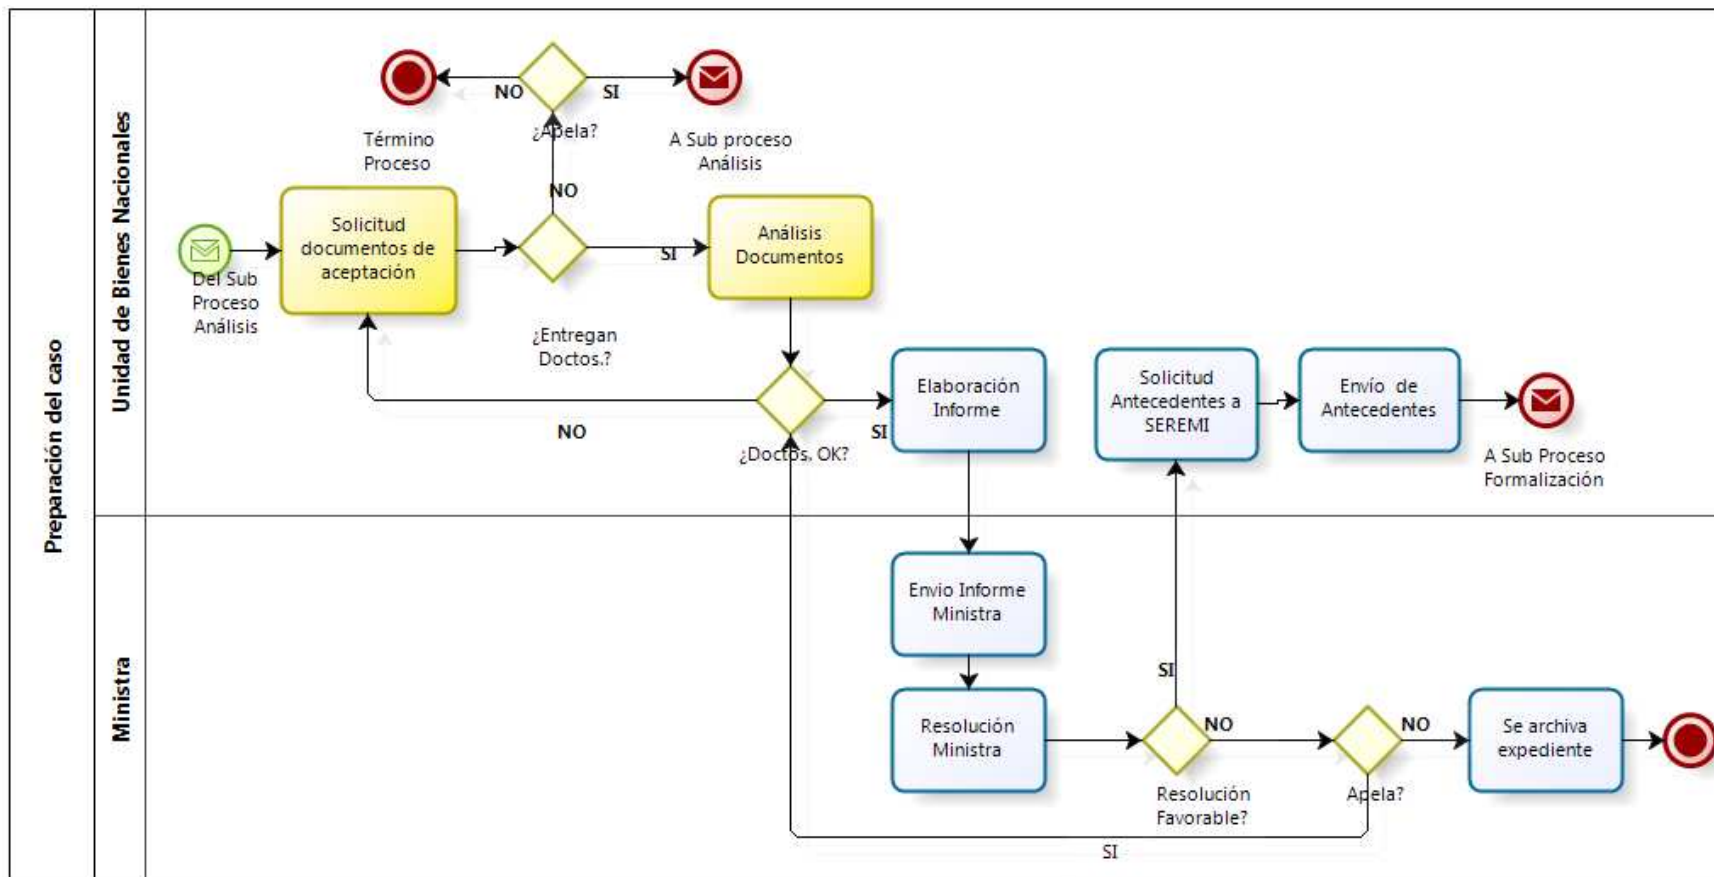 Preparación del caso
Unidad de Bienes Nacionales
NO
SI
¿Apela?
Término
Proceso
A Sub proceso
Análisis
NO
Del Sub
Proceso
Análisis
Solicitud
documentos de
aceptación
SI
¿Entregan
Doctos.?
Análisis
Documentos
NO
¿Doctos. OK?
SI
Elaboración
Informe
Solicitud
Antecedentes a
SEREMI
Envío de
Antecedentes
A Sub Proceso
Formalización
Ministra
Envio Informe
Ministra
Resolución
Ministra
SI
NO
Resolución
Favorable?
NO
Apela?
Se archiva
expediente
SI